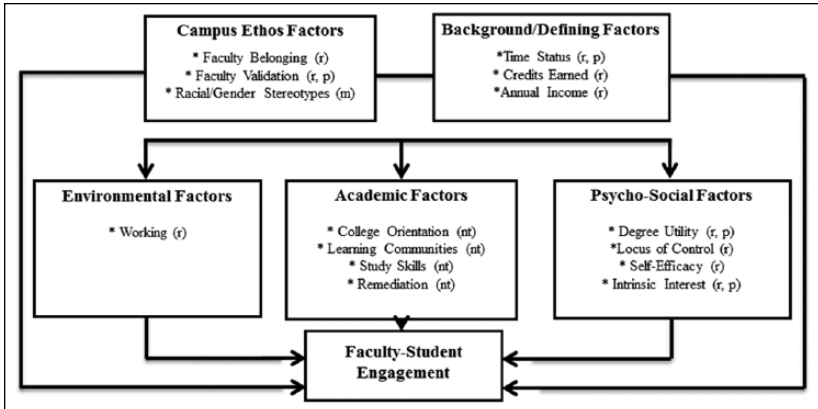 Campus Ethos Factors
* Faculty Belonging (r)
* Faculty Validation (r, p)
* Racial/Gender Stereotypes (m)
Background/Defining Factors
*Time Status (r, p)
* Credits Earned (r)
*Annual Income (r)
Environmental Factors
* Working (r)
Academic Factors
* College Orientation (nt)
* Learning Communities (nt)
* Study Skills (nt)
* Remediation (nt)
Psycho-Social Factors
* Degree Utility (r, p)
*Locus of Control (r)
* Self-Efficacy (r)
* Intrinsic Interest (r, p)
Faculty-Student
Engagement